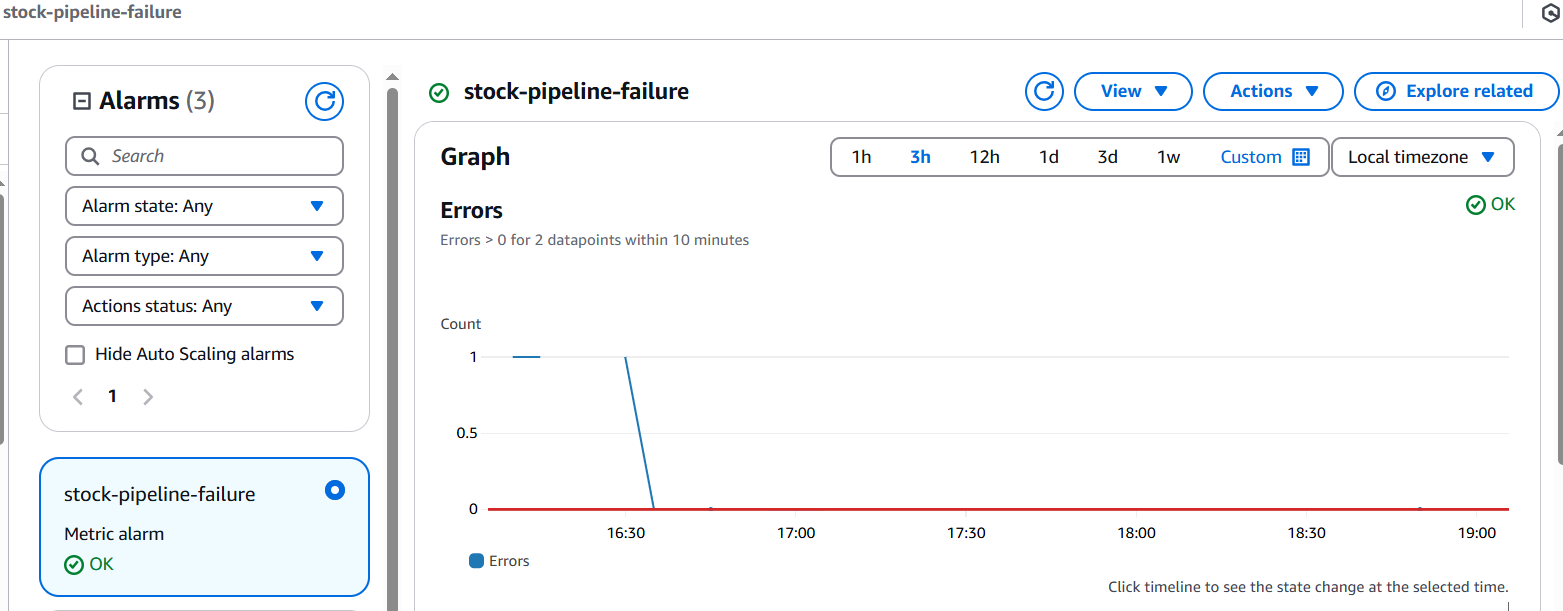 stock-pipeline-failure
Alarms (3)
Search
Alarm state: Any
Alarm type: Any
Actions status: Any
Hide Auto Scaling alarms
1
stock-pipeline-failure
Metric alarm
OK
stock-pipeline-failure
View
Actions
Explore related
Graph
1h 3h 12h 1d 3d 1w Custom
Local timezone
Errors
OK
Errors > 0 for 2 datapoints within 10 minutes
Count
1
0.5
0
16:30 17:00 17:30 18:00 18:30 19:00
Errors
Click timeline to see the state change at the selected time.